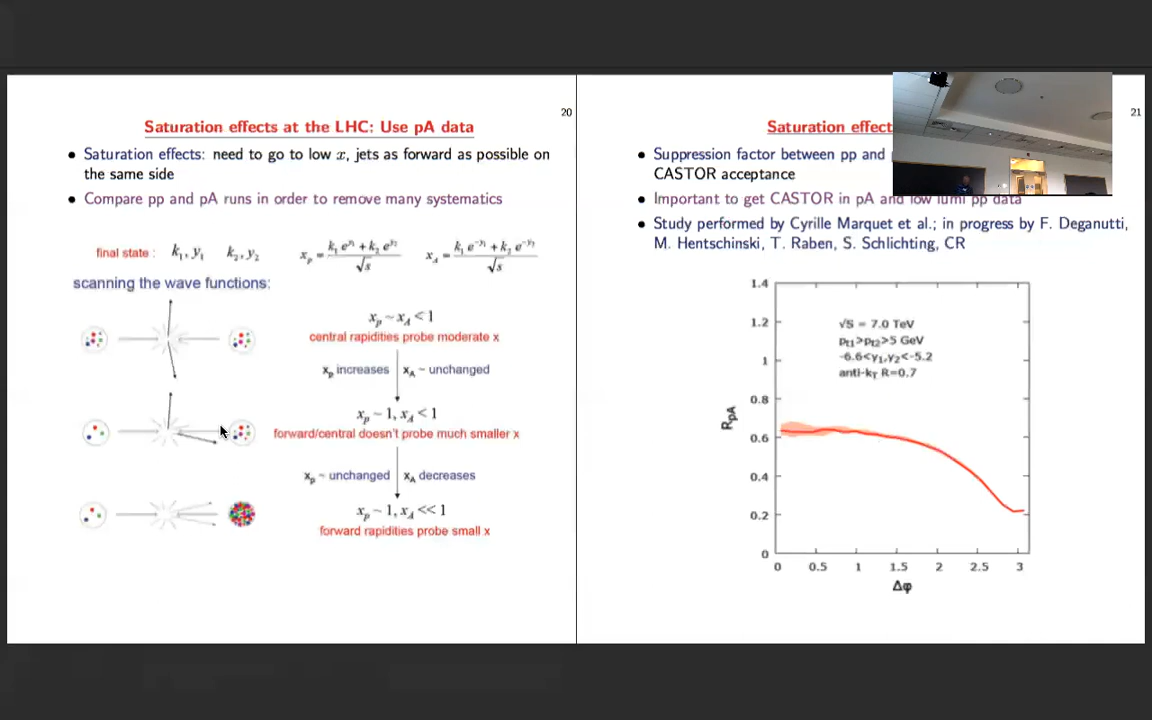 20
Saturation effects at the LHC: Use pA data
• Saturation effects: need to go to low x, jets as forward as possible on
the same side
• Compare pp and pA runs in order to remove many systematics
final state : k₁, y₁ k₂, y₂ xₚ = (k₁ e^{y₁} + k₂ e^{y₂}) / √s x_A = (k₁ e^{-y₁} + k₂ e^{-y₂}) / √s
scanning the wave functions:
xₚ ~ x_A < 1
central rapidities probe moderate x
xₚ increases x_A ~ unchanged
xₚ ~ 1, x_A < 1
forward/central doesn't probe much smaller x
xₚ ~ unchanged x_A decreases
xₚ ~ 1, x_A << 1
forward rapidities probe small x
21
Saturation effect
• Suppression factor between pp and
CASTOR acceptance
• Important to get CASTOR in pA and low lumi pp data
• Study performed by Cyrille Marquet et al.; in progress by F. Deganutti,
M. Hentschinski, T. Raben, S. Schlichting, CR
1.4
1.2
1
0.8
0.6
0.4
0.2
0
R_pA
√S = 7.0 TeV
p_t1>p_t2>5 GeV
-6.6<y₁,y₂<-5.2
anti-k_T R=0.7
0 0.5 1 1.5 2 2.5 3
Δφ